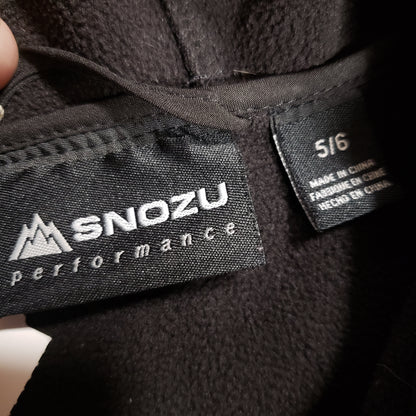 SNOZU
performance
5/6
MADE IN CHINA
FABRIQUE EN CHINE
HECHO EN CHINA